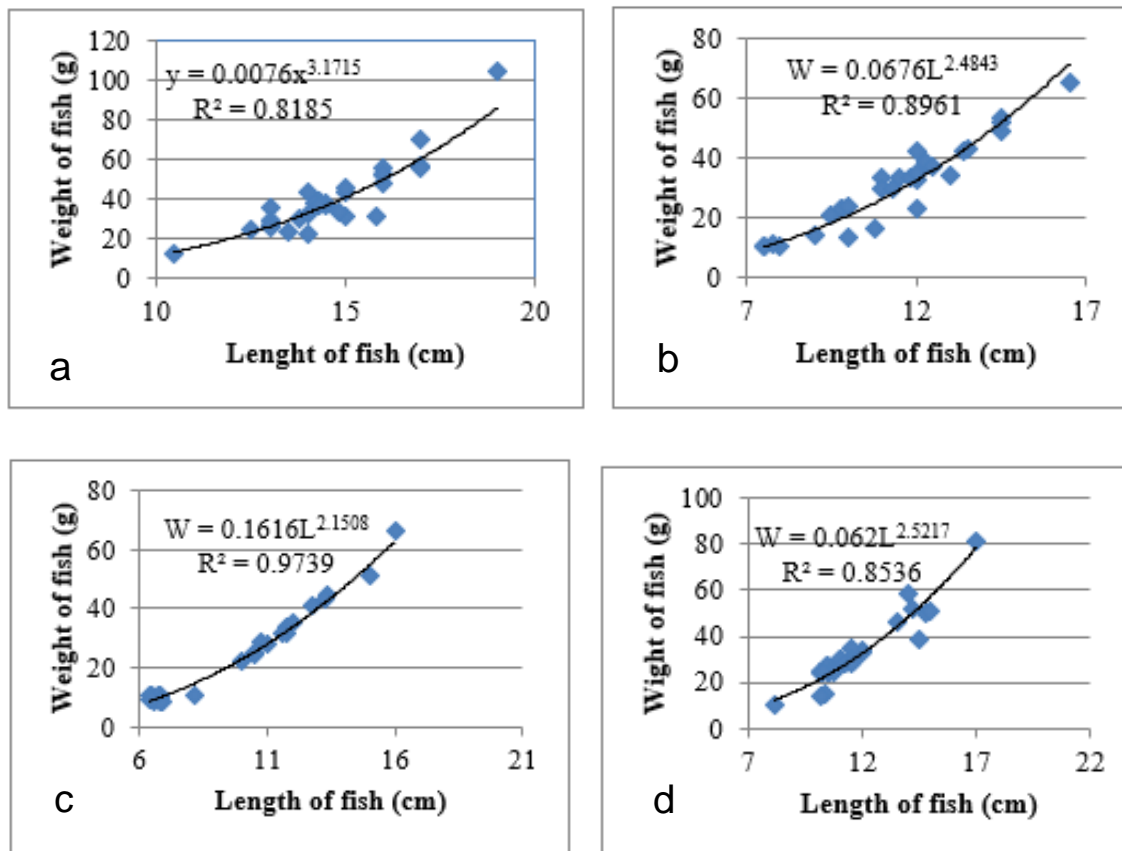 120
100
80
60
40
20
0
Weight of fish (g)
y = 0.0076x^3.1715
R² = 0.8185
10 15 20
Lenght of fish (cm)
a
80
60
40
20
0
Weight of fish (g)
W = 0.0676L^2.4843
R² = 0.8961
7 12 17
Length of fish (cm)
b
80
60
40
20
0
Weight of fish (g)
W = 0.1616L^2.1508
R² = 0.9739
6 11 16 21
Length of fish (cm)
c
100
80
60
40
20
0
Wight of fish (g)
W = 0.062L^2.5217
R² = 0.8536
7 12 17 22
Length of fish (cm)
d